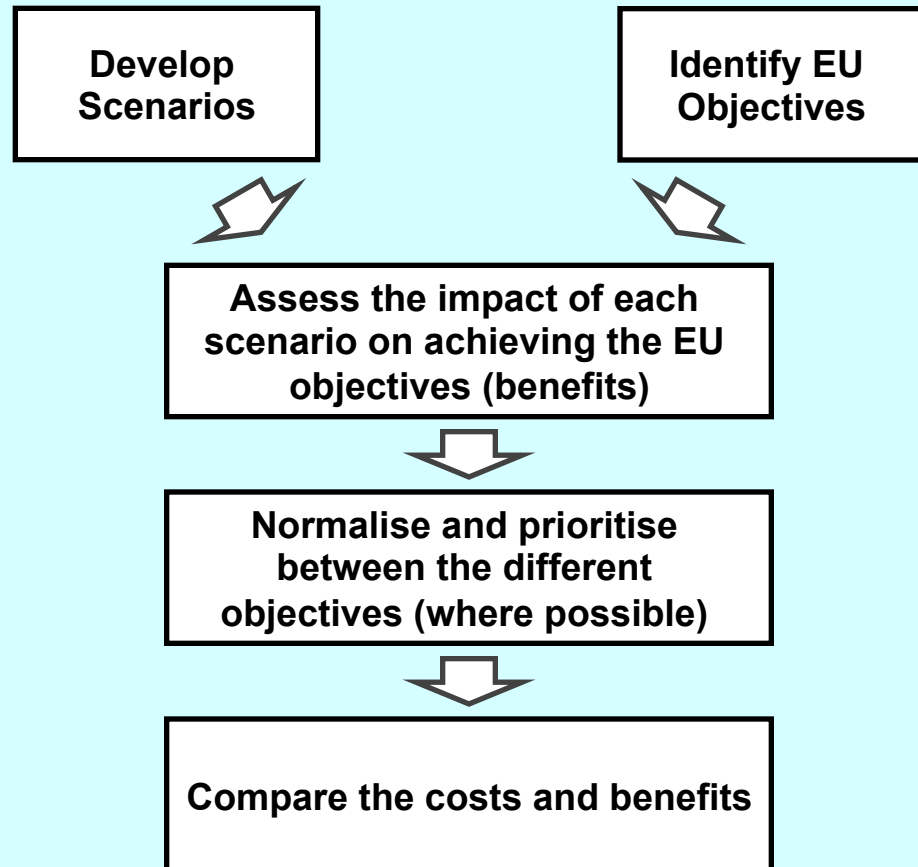 Develop
Scenarios
Identify EU
Objectives
Assess the impact of each
scenario on achieving the EU
objectives (benefits)
Normalise and prioritise
between the different
objectives (where possible)
Compare the costs and benefits